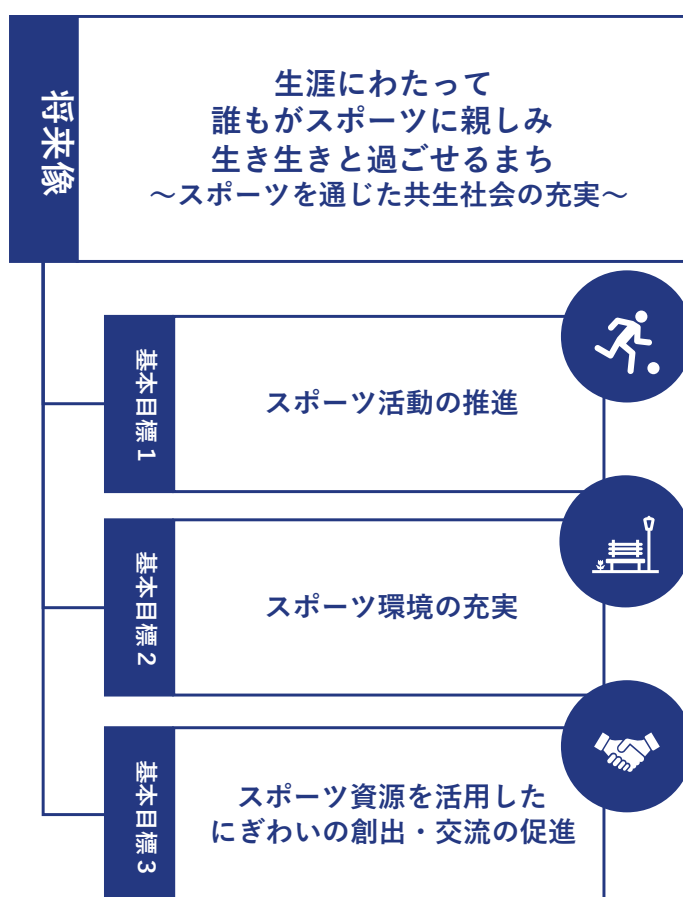 将来像
生涯にわたって
誰もがスポーツに親しみ
生き生きと過ごせるまち
～スポーツを通じた共生社会の充実～
基本目標1
スポーツ活動の推進
基本目標2
スポーツ環境の充実
基本目標3
スポーツ資源を活用した
にぎわいの創出・交流の促進